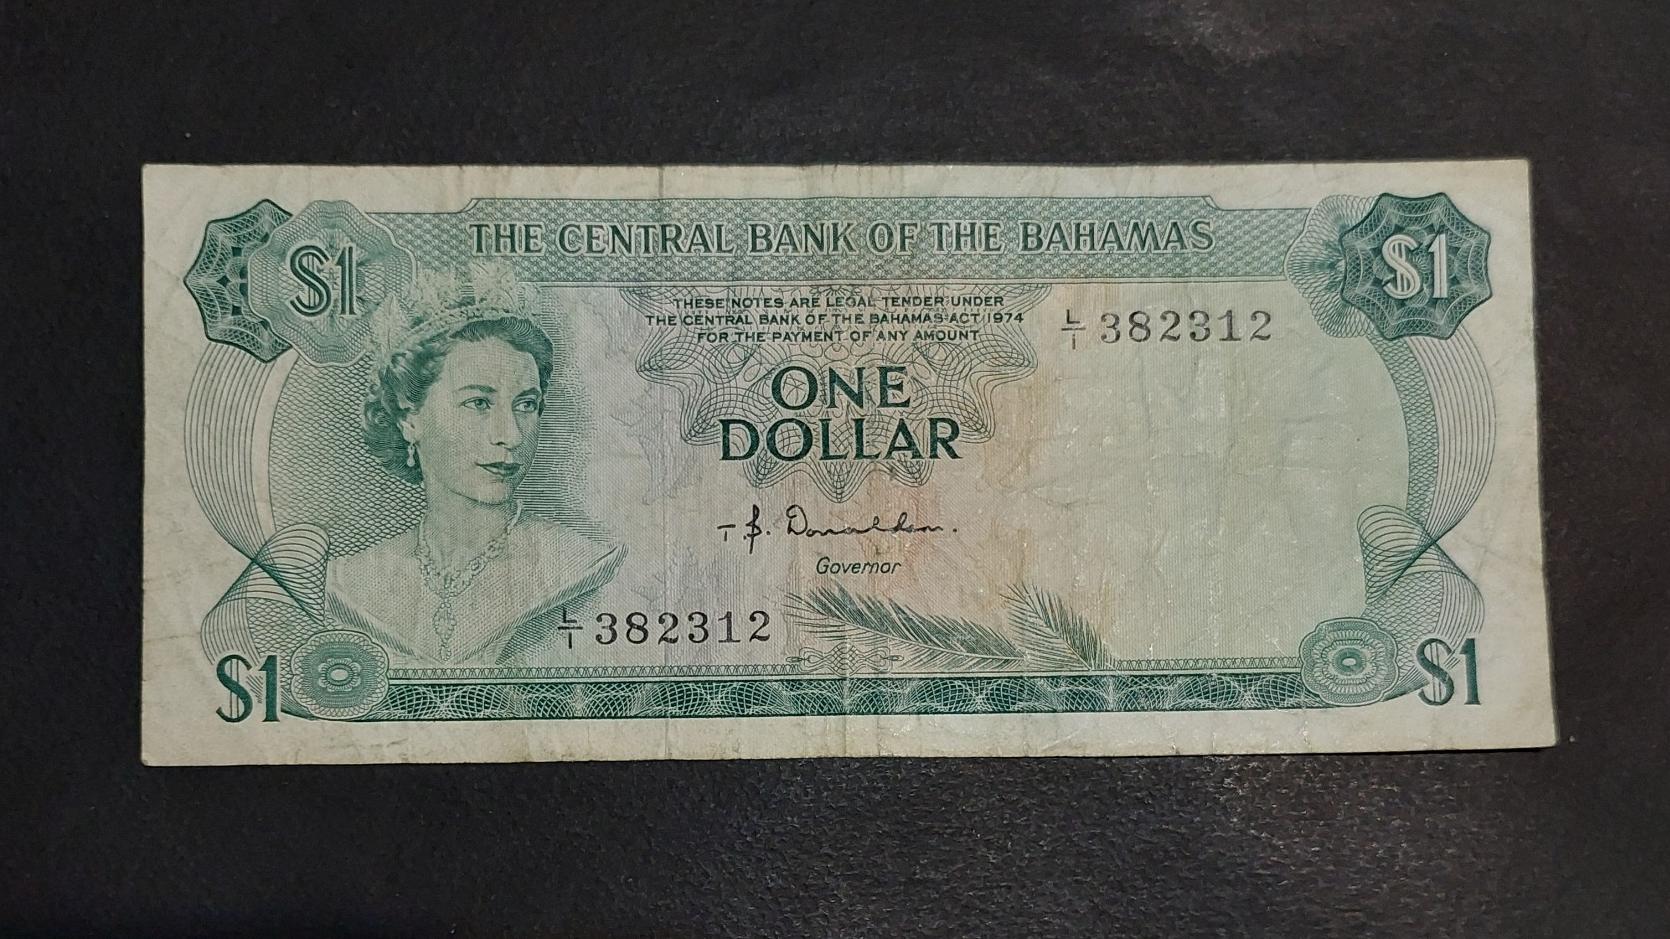 THE CENTRAL BANK OF THE BAHAMAS
$1
$1
THESE NOTES ARE LEGAL TENDER UNDER
THE CENTRAL BANK OF THE BAHAMAS ACT 1974
FOR THE PAYMENT OF ANY AMOUNT
L/1 382312
ONE
DOLLAR
T. B. Donaldson.
Governor
L/1 382312
$1
$1